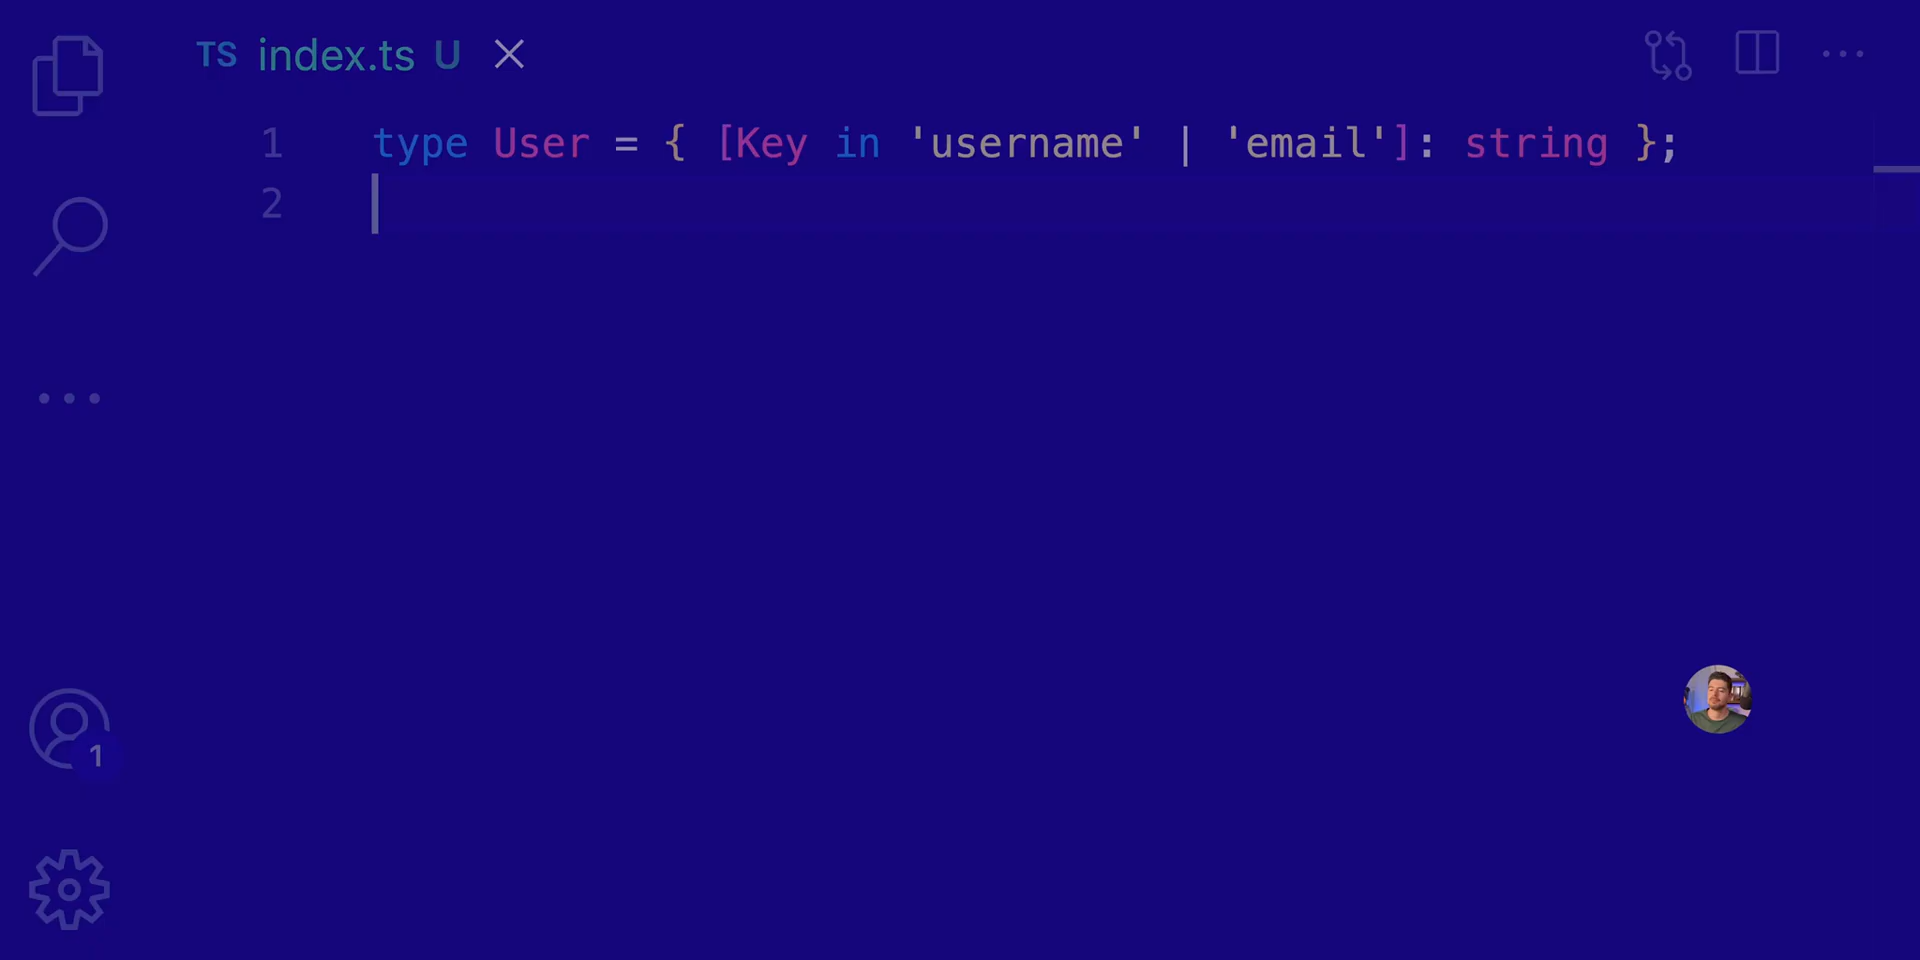 TS index.ts U
1 type User = { [Key in 'username' | 'email']: string };
2
1